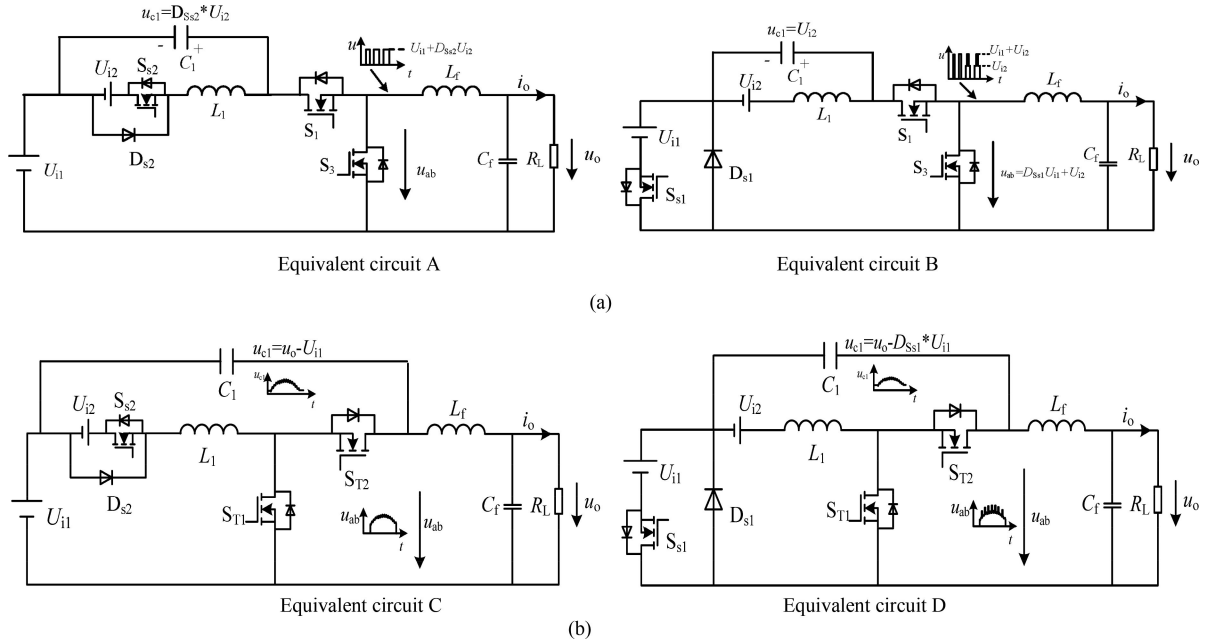 u_c1=D_Ss2*U_i2
- C_1 +
U_i2 S_s2
L_1
D_s2
U_i1
S_1
S_3
u
t
U_i1+D_Ss2U_i2
u_ab
L_f
i_o
C_f R_L
u_o
Equivalent circuit A
u_c1=U_i2
- C_1 +
U_i2
L_1
U_i1
S_s1
D_s1
S_1
S_3
u
t
U_i1+U_i2
U_i2
u_ab=D_Ss1U_i1+U_i2
L_f
i_o
C_f R_L
u_o
Equivalent circuit B
(a)
u_c1=u_o-U_i1
C_1
u_c1
t
U_i2 S_s2
L_1
D_s2
U_i1
S_T1
S_T2
u_ab
t
u_ab
L_f
i_o
C_f R_L
u_o
Equivalent circuit C
u_c1=u_o-D_Ss1*U_i1
C_1
u_c1
t
U_i2
L_1
U_i1
S_s1
D_s1
S_T1
S_T2
u_ab
t
u_ab
L_f
i_o
C_f R_L
u_o
Equivalent circuit D
(b)